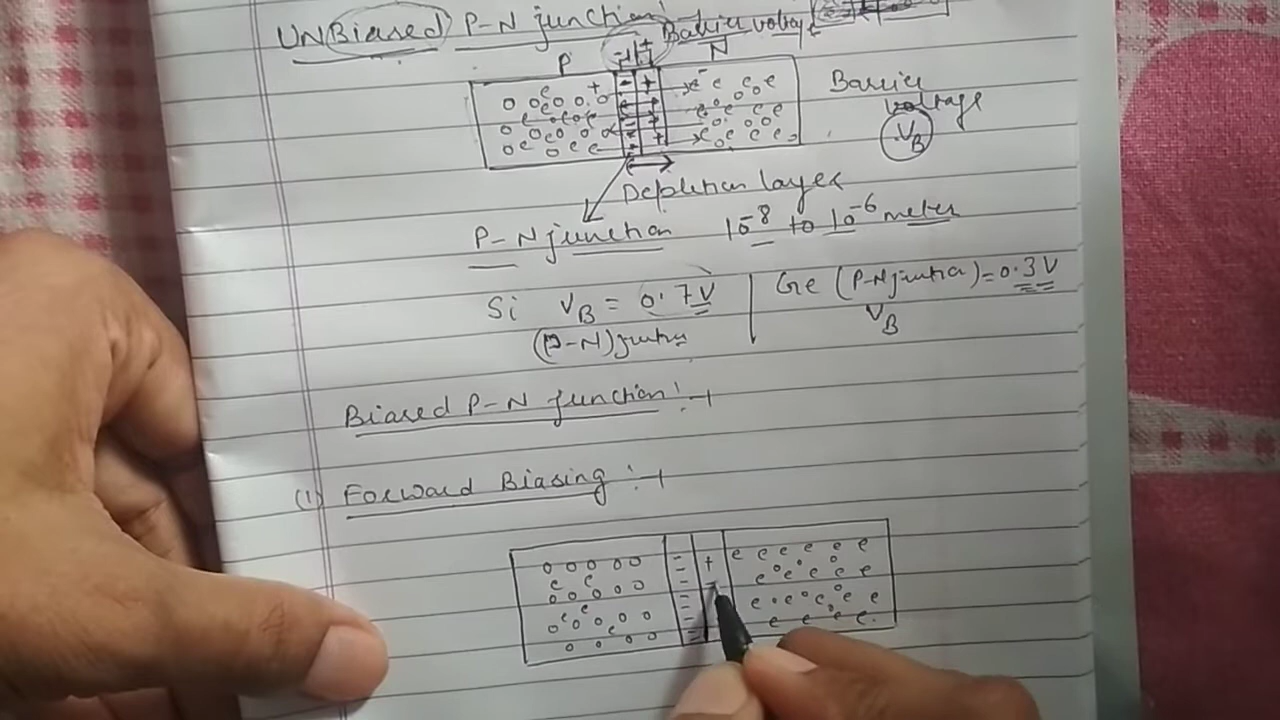 UNBiased P-N junction:-
Barrier voltage
P N
Barrier
voltage
VB
Depletion layer
P-N junction 10-8 to 10-6 meter
Si VB = 0.7V
(P-N) junction
Ge (P-N junction) = 0.3V
VB
Biased P-N junction:-
(1) Forward Biasing:-